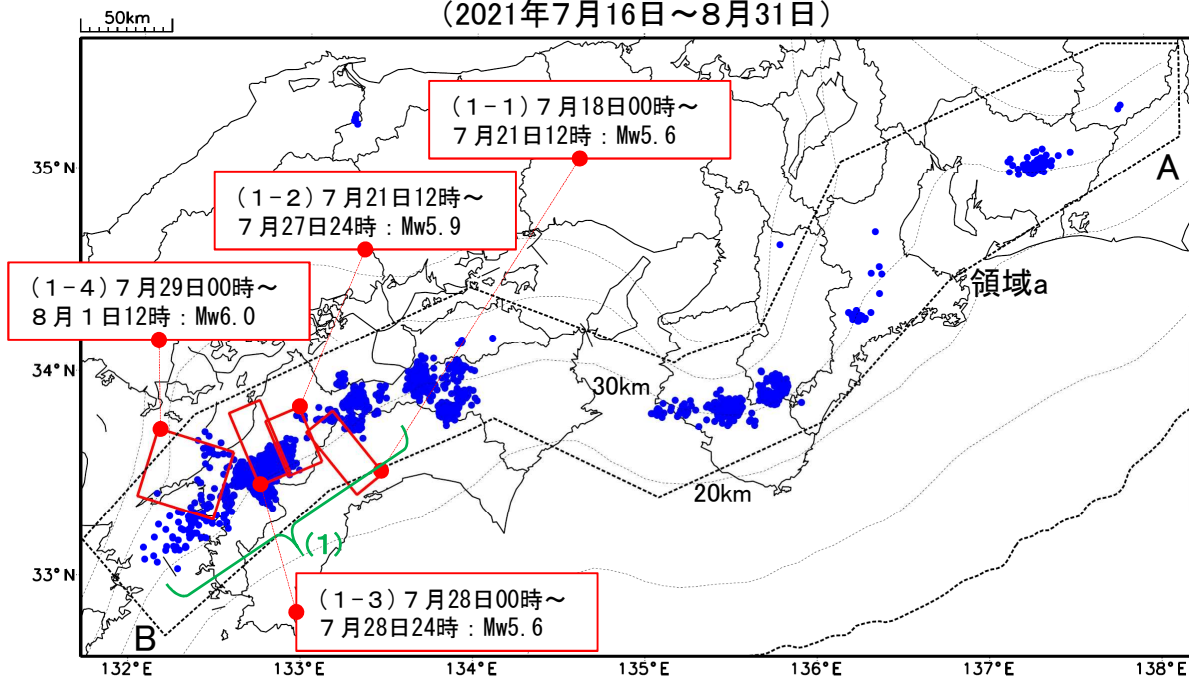 (2021年7月16日～8月31日)
50km
(1-1)7月18日00時～
7月21日12時：Mw5.6
(1-2)7月21日12時～
7月27日24時：Mw5.9
(1-4)7月29日00時～
8月1日12時：Mw6.0
(1-3)7月28日00時～
7月28日24時：Mw5.6
35°N
34°N
33°N
A
領域a
30km
20km
(1)
B
132°E
133°E
134°E
135°E
136°E
137°E
138°E